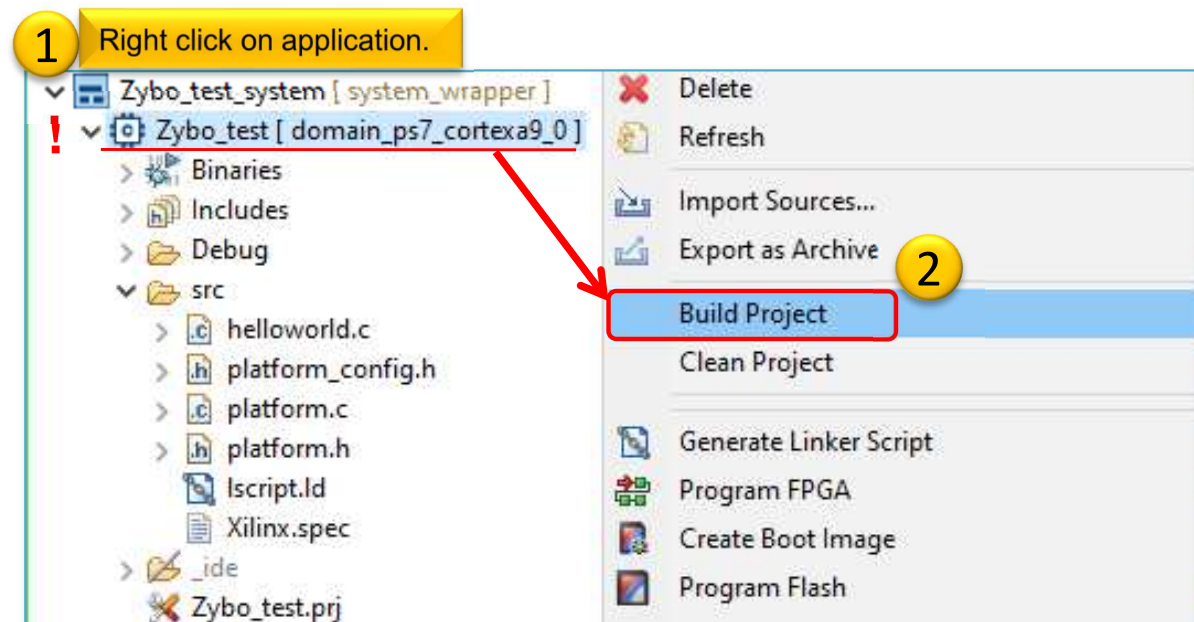 1
Right click on application.
Zybo_test_system [ system_wrapper ]
! Zybo_test [ domain_ps7_cortexa9_0 ]
Binaries
Includes
Debug
src
helloworld.c
platform_config.h
platform.c
platform.h
lscript.ld
Xilinx.spec
_ide
Zybo_test.prj
Delete
Refresh
Import Sources...
Export as Archive
2
Build Project
Clean Project
Generate Linker Script
Program FPGA
Create Boot Image
Program Flash